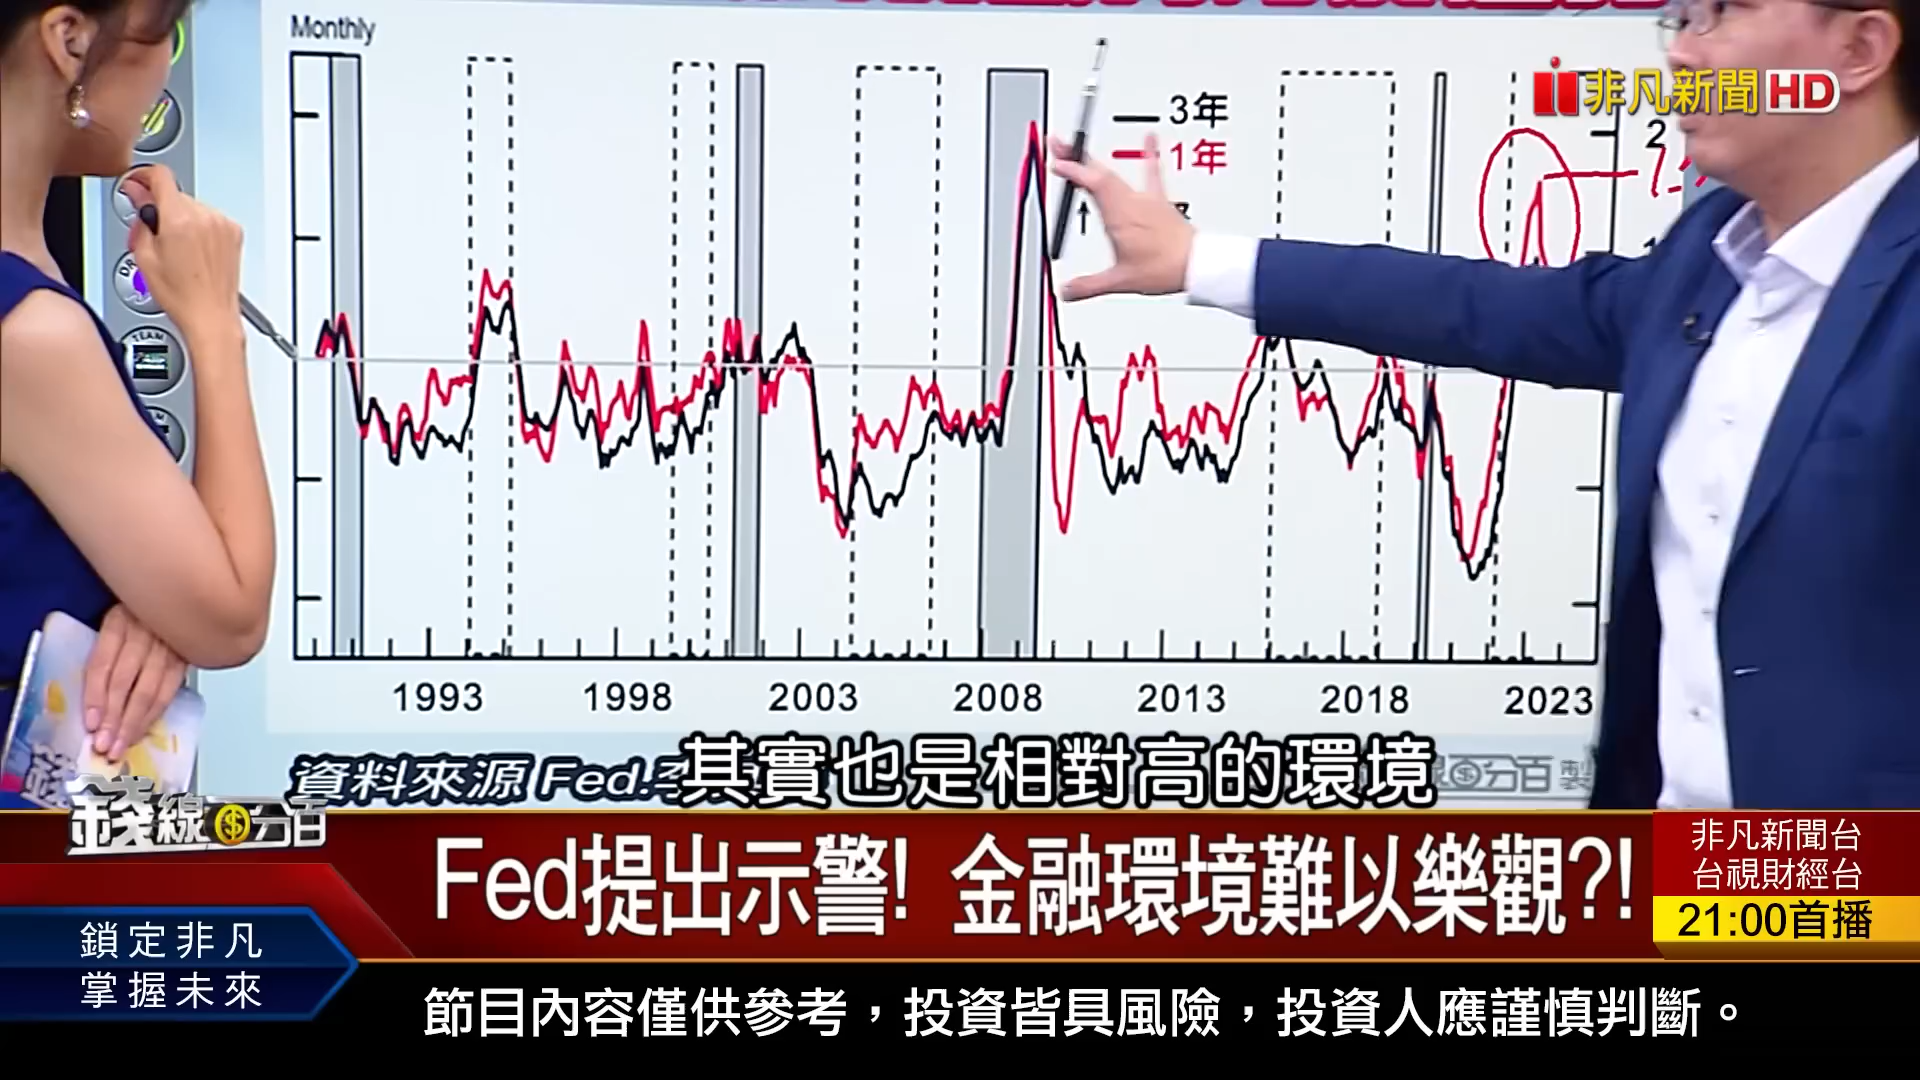 Monthly
非凡新聞HD
3年
1年
2
TEAM
1993
1998
2003
2008
2013
2018
2023
資料來源 Fed.
其實也是相對高的環境
錢線百分百
Fed提出示警! 金融環境難以樂觀?!
非凡新聞台
台視財經台
21:00首播
鎖定非凡
掌握未來
節目內容僅供參考，投資皆具風險，投資人應謹慎判斷。